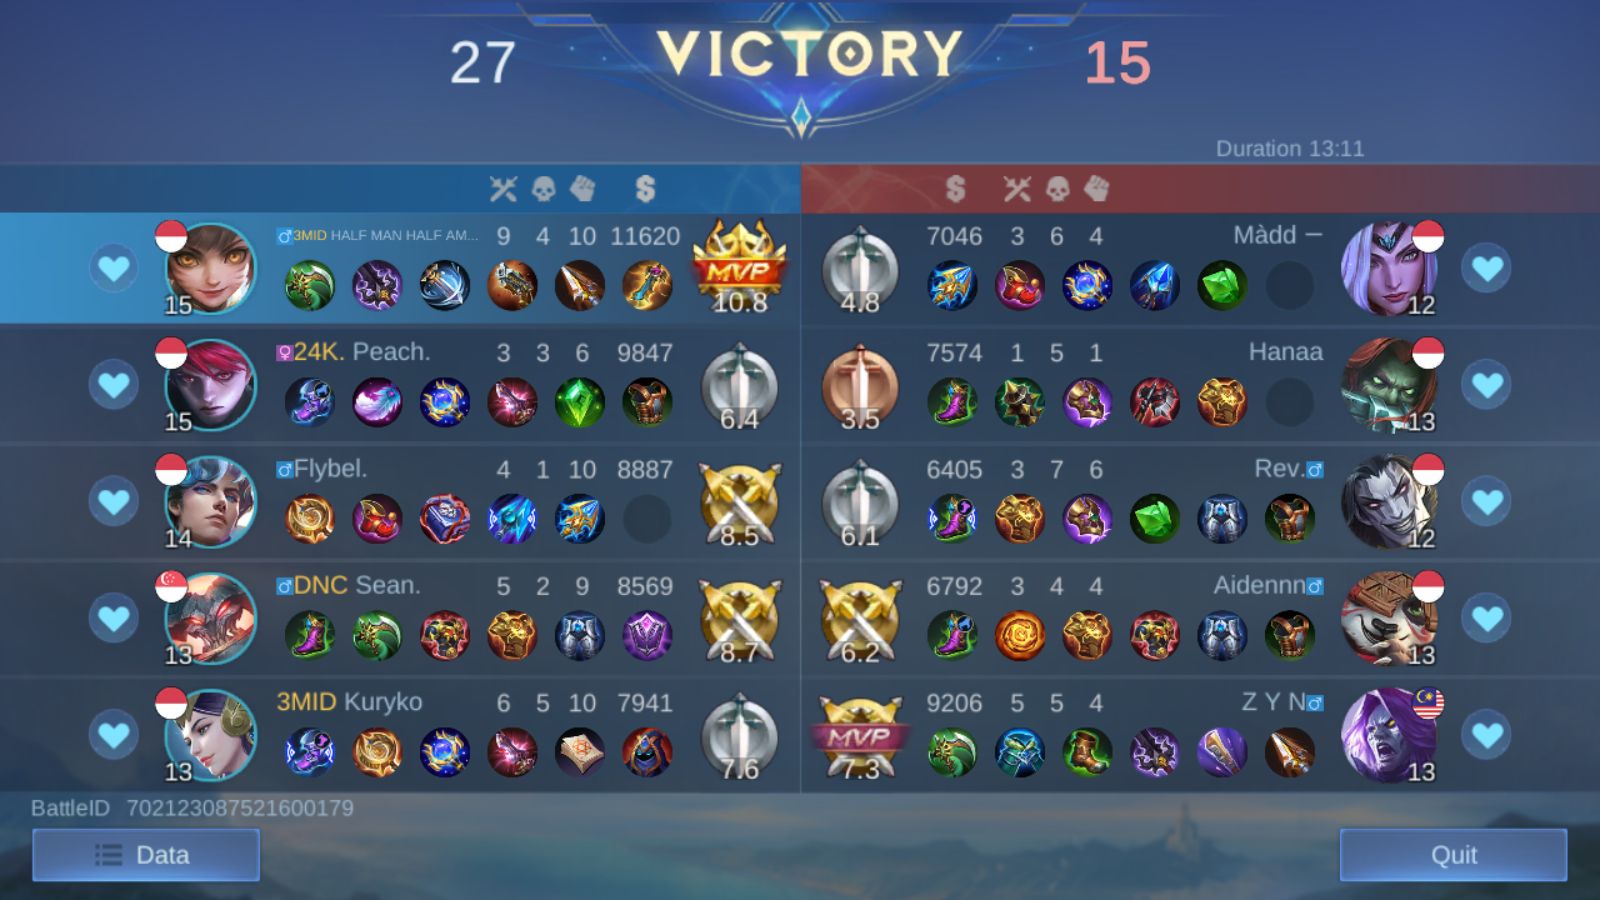 27 VICTORY 15
Duration 13:11
3MID HALF MAN HALF AM... 9 4 10 11620 MVP 10.8
15
4.8 7046 3 6 4 Màdd —
12
24K. Peach. 3 3 6 9847 6.4
15
3.5 7574 1 5 1 Hanaa
13
Flybel. 4 1 10 8887 8.5
14
6.1 6405 3 7 6 Rev.
12
DNC Sean. 5 2 9 8569 8.7
13
6.2 6792 3 4 4 Aidennn
13
3MID Kuryko 6 5 10 7941 7.6
13
MVP 7.3 9206 5 5 4 Z Y N
13
BattleID 702123087521600179
Data
Quit